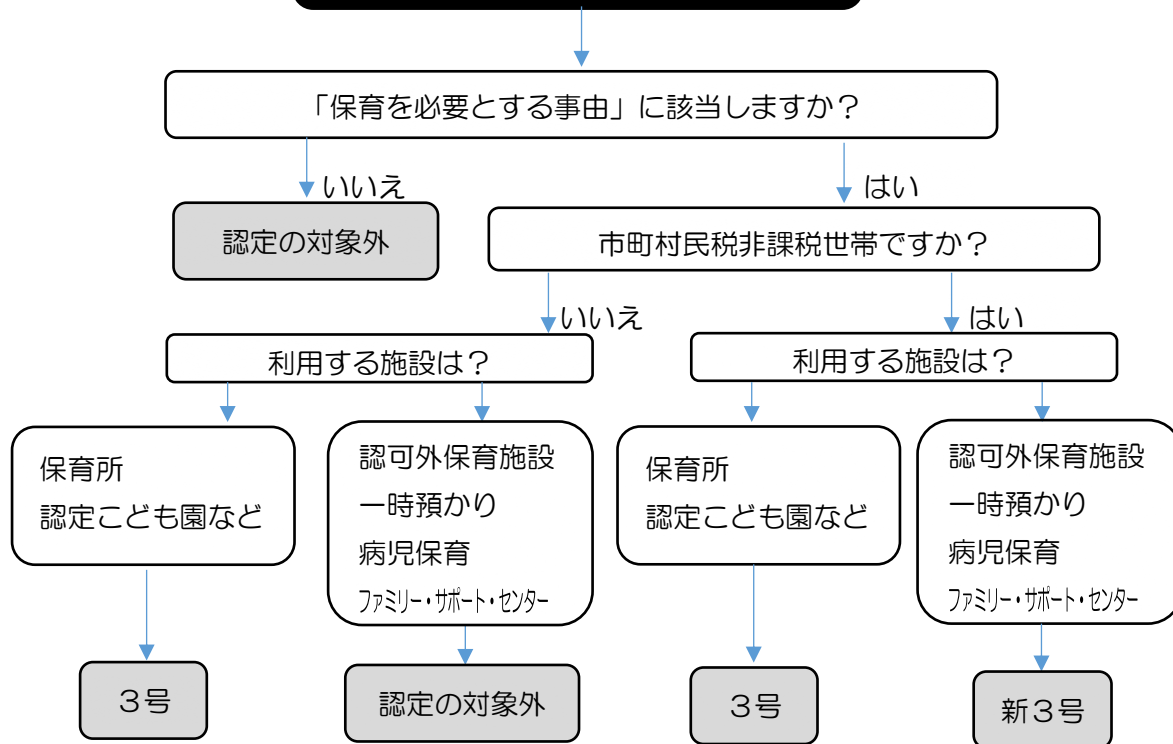 「保育を必要とする事由」に該当しますか？
いいえ
はい
認定の対象外
市町村民税非課税世帯ですか？
いいえ
はい
利用する施設は？
利用する施設は？
保育所
認定こども園など
認可外保育施設
一時預かり
病児保育
ファミリー・サポート・センター
保育所
認定こども園など
認可外保育施設
一時預かり
病児保育
ファミリー・サポート・センター
３号
認定の対象外
３号
新３号